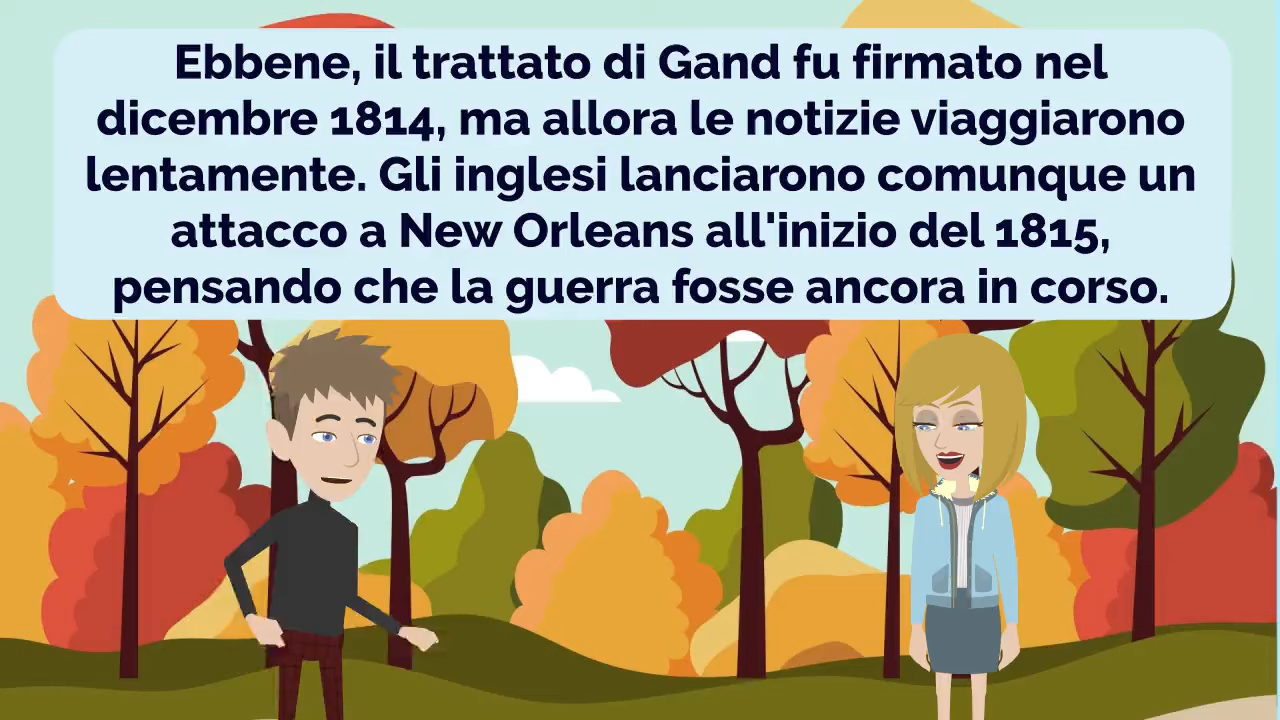 Ebbene, il trattato di Gand fu firmato nel
dicembre 1814, ma allora le notizie viaggiarono
lentamente. Gli inglesi lanciarono comunque un
attacco a New Orleans all'inizio del 1815,
pensando che la guerra fosse ancora in corso.